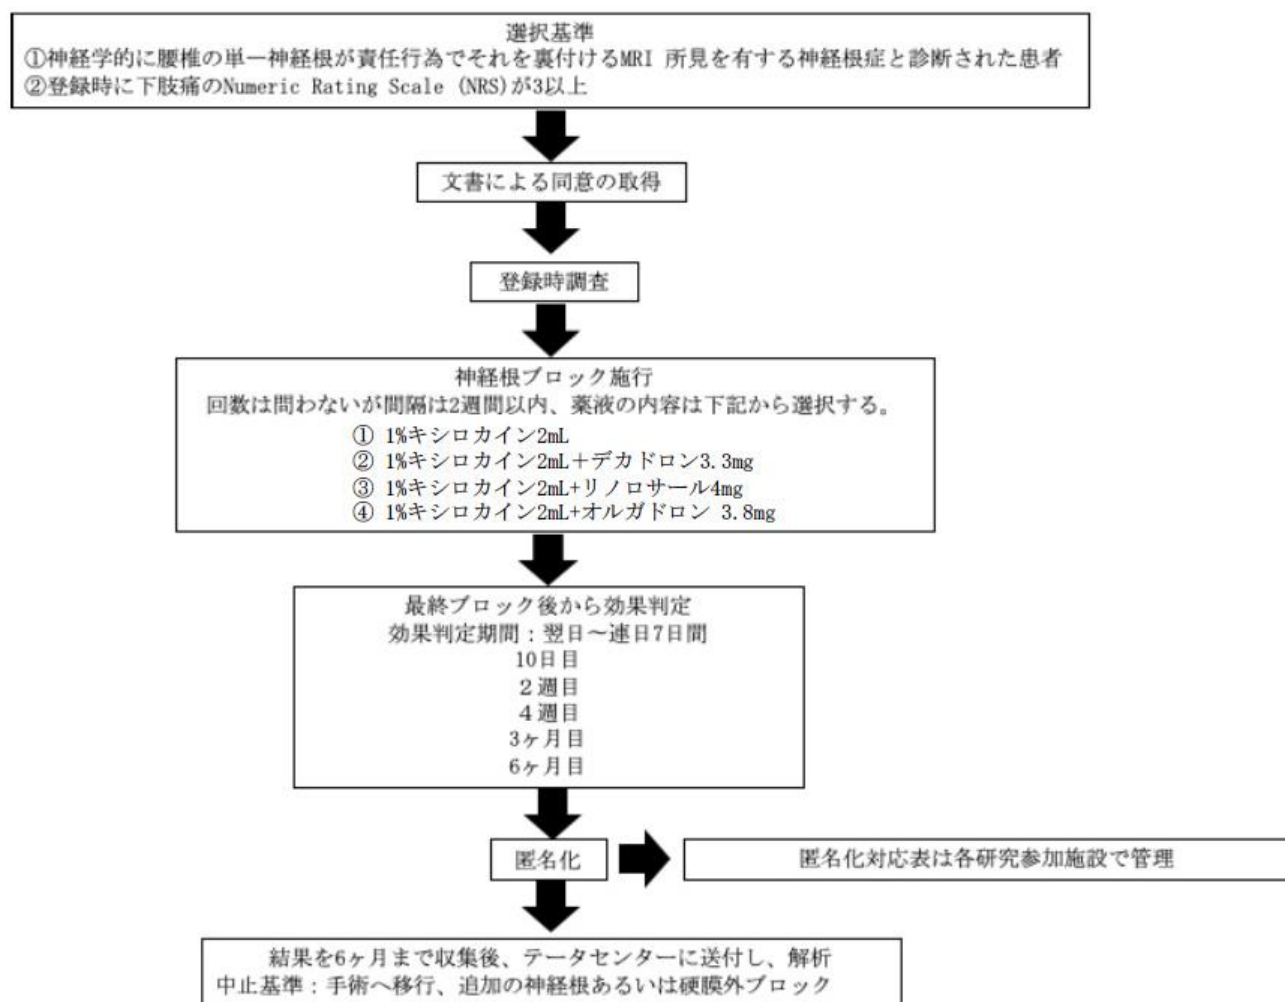 選択基準
①神経学的に腰椎の単一神経根が責任行為でそれを裏付けるMRI 所見を有する神経根症と診断された患者
②登録時に下肢痛のNumeric Rating Scale (NRS)が3以上
文書による同意の取得
登録時調査
神経根ブロック施行
回数は問わないが間隔は2週間以内、薬液の内容は下記から選択する。
① 1%キシロカイン2mL
② 1%キシロカイン2mL＋デカドロン3.3mg
③ 1%キシロカイン2mL+リノロサール4mg
④ 1%キシロカイン2mL+オルガドロン 3.8mg
最終ブロック後から効果判定
効果判定期間：翌日～連日7日間
10日目
２週目
４週目
3ヶ月目
6ヶ月目
匿名化
匿名化対応表は各研究参加施設で管理
結果を6ヶ月まで収集後、テータセンターに送付し、解析
中止基準：手術へ移行、追加の神経根あるいは硬膜外ブロック